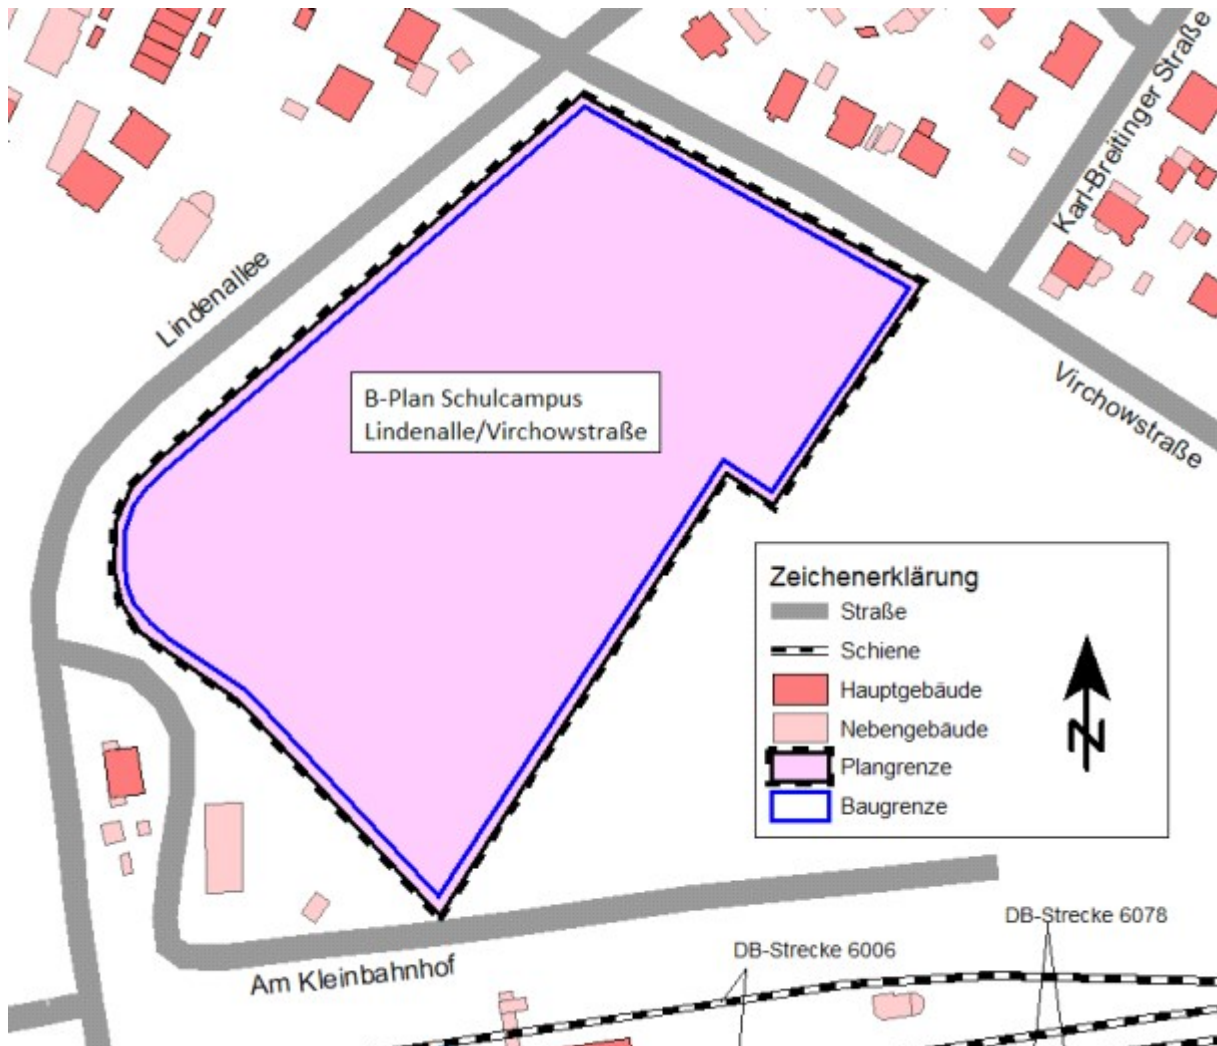 Karl-Breitinger Straße
Lindenallee
Virchowstraße
B-Plan Schulcampus
Lindenalle/Virchowstraße
Zeichenerklärung
Straße
Schiene
Hauptgebäude
Nebengebäude
Plangrenze
Baugrenze
N
DB-Strecke 6078
DB-Strecke 6006
Am Kleinbahnhof